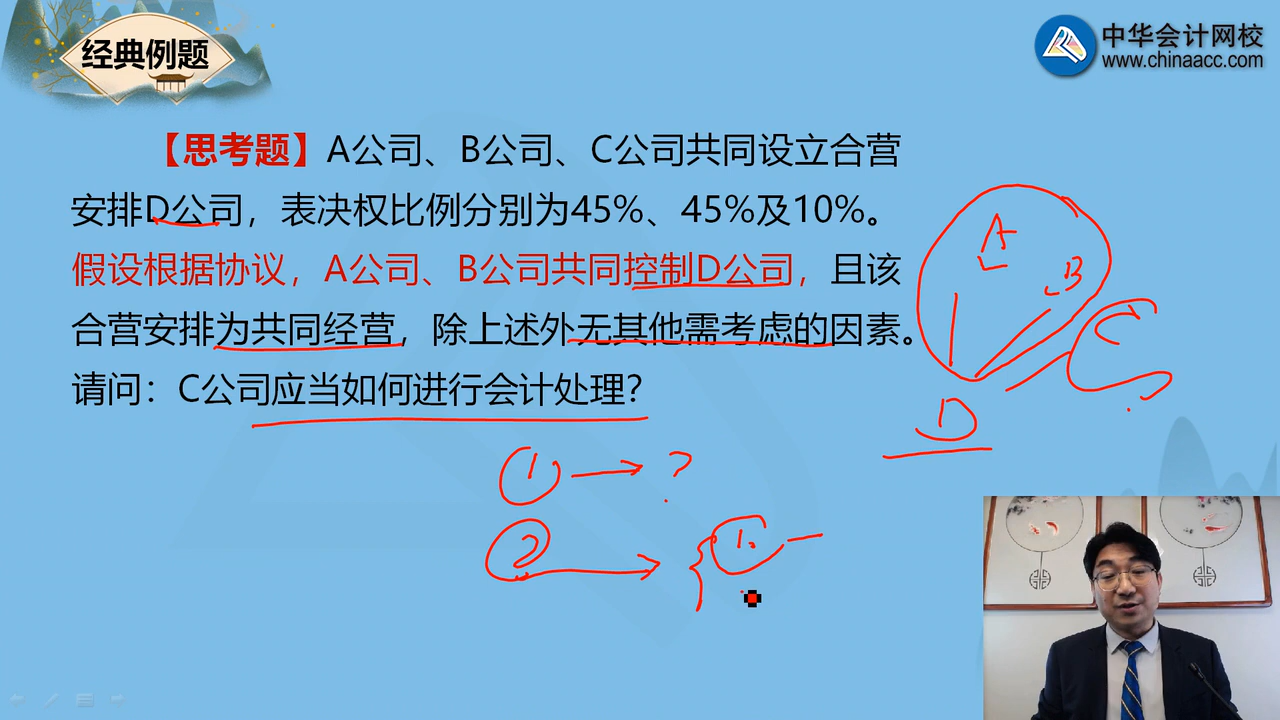 经典例题
中华会计网校
www.chinaacc.com
【思考题】A公司、B公司、C公司共同设立合营
安排D公司，表决权比例分别为45%、45%及10%。
假设根据协议，A公司、B公司共同控制D公司，且该
合营安排为共同经营，除上述外无其他需考虑的因素。
请问：C公司应当如何进行会计处理？
A
B
C
D
① → ?
② → { ①